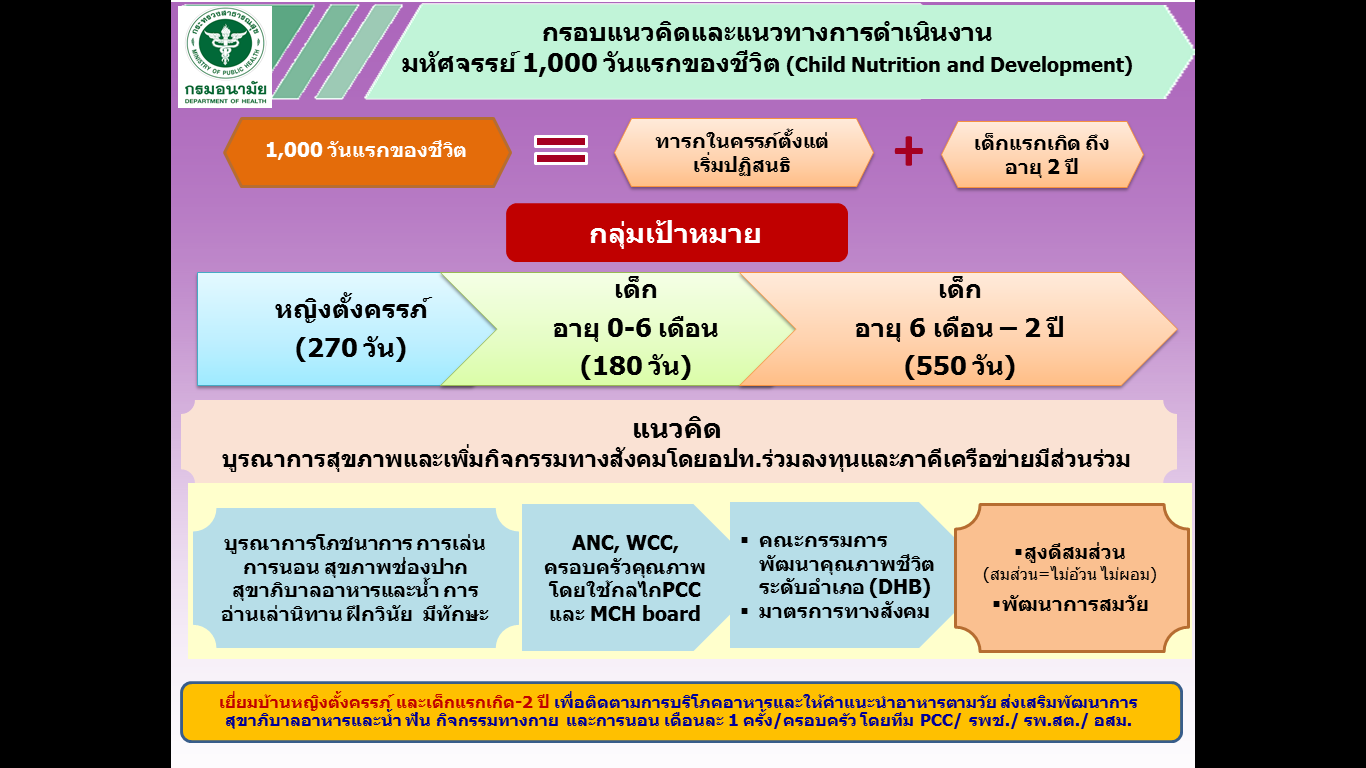 กระทรวงสาธารณสุข
MINISTRY OF PUBLIC HEALTH
กรมอนามัย
DEPARTMENT OF HEALTH
กรอบแนวคิดและแนวทางการดำเนินงาน
มหัศจรรย์ 1,000 วันแรกของชีวิต (Child Nutrition and Development)
1,000 วันแรกของชีวิต
=
ทารกในครรภ์ตั้งแต่
เริ่มปฏิสนธิ
+
เด็กแรกเกิด ถึง
อายุ 2 ปี
กลุ่มเป้าหมาย
หญิงตั้งครรภ์
(270 วัน)
เด็ก
อายุ 0-6 เดือน
(180 วัน)
เด็ก
อายุ 6 เดือน – 2 ปี
(550 วัน)
แนวคิด
บูรณาการสุขภาพและเพิ่มกิจกรรมทางสังคมโดยอปท.ร่วมลงทุนและภาคีเครือข่ายมีส่วนร่วม
บูรณาการโภชนาการ การเล่น
การนอน สุขภาพช่องปาก
สุขาภิบาลอาหารและน้ำ การ
อ่านเล่านิทาน ฝึกวินัย มีทักษะ
ANC, WCC,
ครอบครัวคุณภาพ
โดยใช้กลไกPCC
และ MCH board
▪ คณะกรรมการ
พัฒนาคุณภาพชีวิต
ระดับอำเภอ (DHB)
▪ มาตรการทางสังคม
▪สูงดีสมส่วน
(สมส่วน=ไม่อ้วน ไม่ผอม)
▪พัฒนาการสมวัย
เยี่ยมบ้านหญิงตั้งครรภ์ และเด็กแรกเกิด-2 ปี เพื่อติดตามการบริโภคอาหารและให้คำแนะนำอาหารตามวัย ส่งเสริมพัฒนาการ
สุขาภิบาลอาหารและน้ำ ฟัน กิจกรรมทางกาย และการนอน เดือนละ 1 ครั้ง/ครอบครัว โดยทีม PCC/ รพช./ รพ.สต./ อสม.